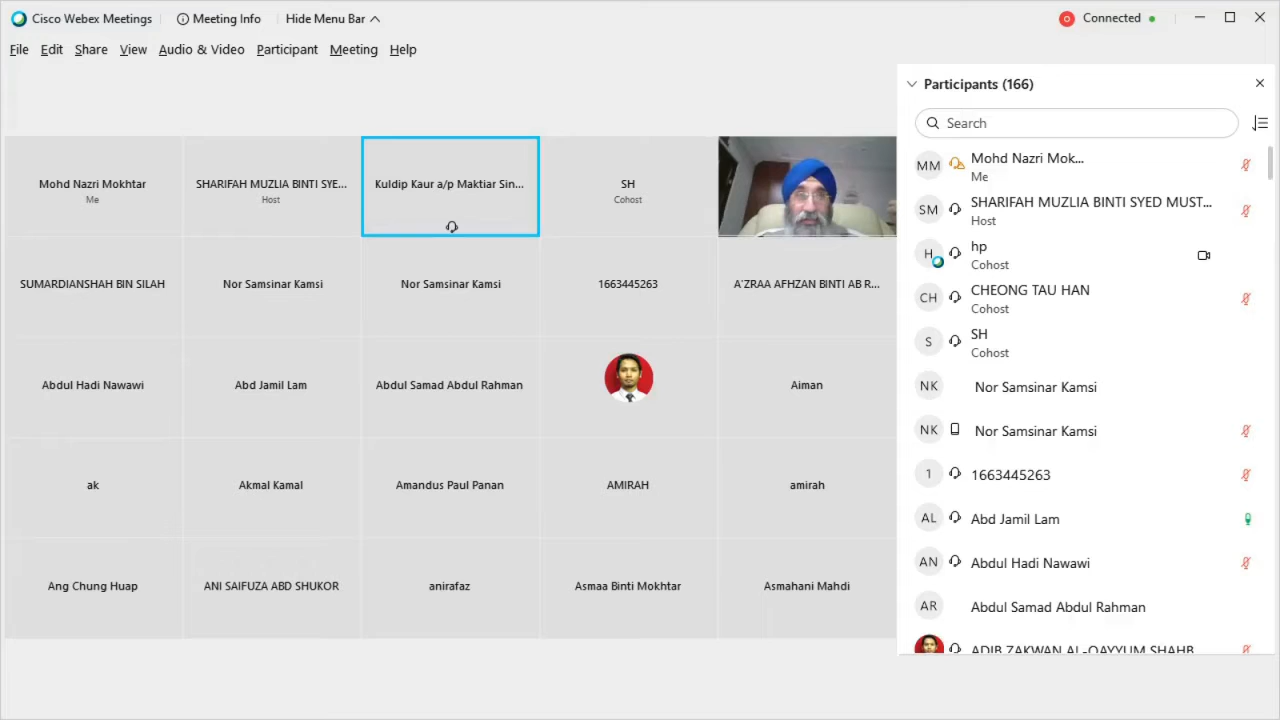 Cisco Webex Meetings
Meeting Info
Hide Menu Bar
Connected
File Edit Share View Audio & Video Participant Meeting Help
Mohd Nazri Mokhtar
Me
SHARIFAH MUZLIA BINTI SYE...
Host
Kuldip Kaur a/p Maktiar Sin...
SH
Cohost
SUMARDIANSHAH BIN SILAH
Nor Samsinar Kamsi
Nor Samsinar Kamsi
1663445263
A'ZRAA AFHZAN BINTI AB R...
Abdul Hadi Nawawi
Abd Jamil Lam
Abdul Samad Abdul Rahman
Aiman
ak
Akmal Kamal
Amandus Paul Panan
AMIRAH
amirah
Ang Chung Huap
ANI SAIFUZA ABD SHUKOR
anirafaz
Asmaa Binti Mokhtar
Asmahani Mahdi
Participants (166)
Search
MM Mohd Nazri Mok...
Me
SM SHARIFAH MUZLIA BINTI SYED MUST...
Host
H hp
Cohost
CH CHEONG TAU HAN
Cohost
S SH
Cohost
NK Nor Samsinar Kamsi
NK Nor Samsinar Kamsi
1 1663445263
AL Abd Jamil Lam
AN Abdul Hadi Nawawi
AR Abdul Samad Abdul Rahman
ADIB ZAKWAN AL-QAYYUM SHAHB